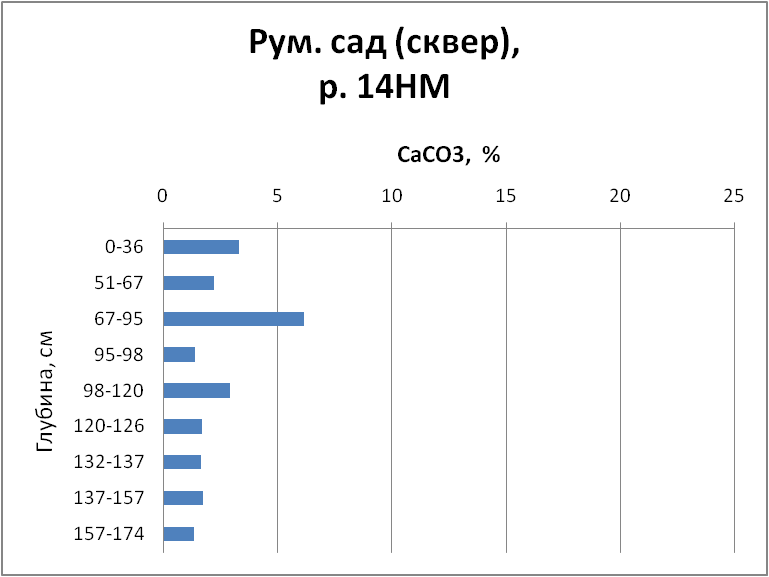 Рум. сад (сквер),
р. 14НМ
CaCO3, %
0 5 10 15 20 25
0-36
51-67
67-95
95-98
98-120
120-126
132-137
137-157
157-174
Глубина, см